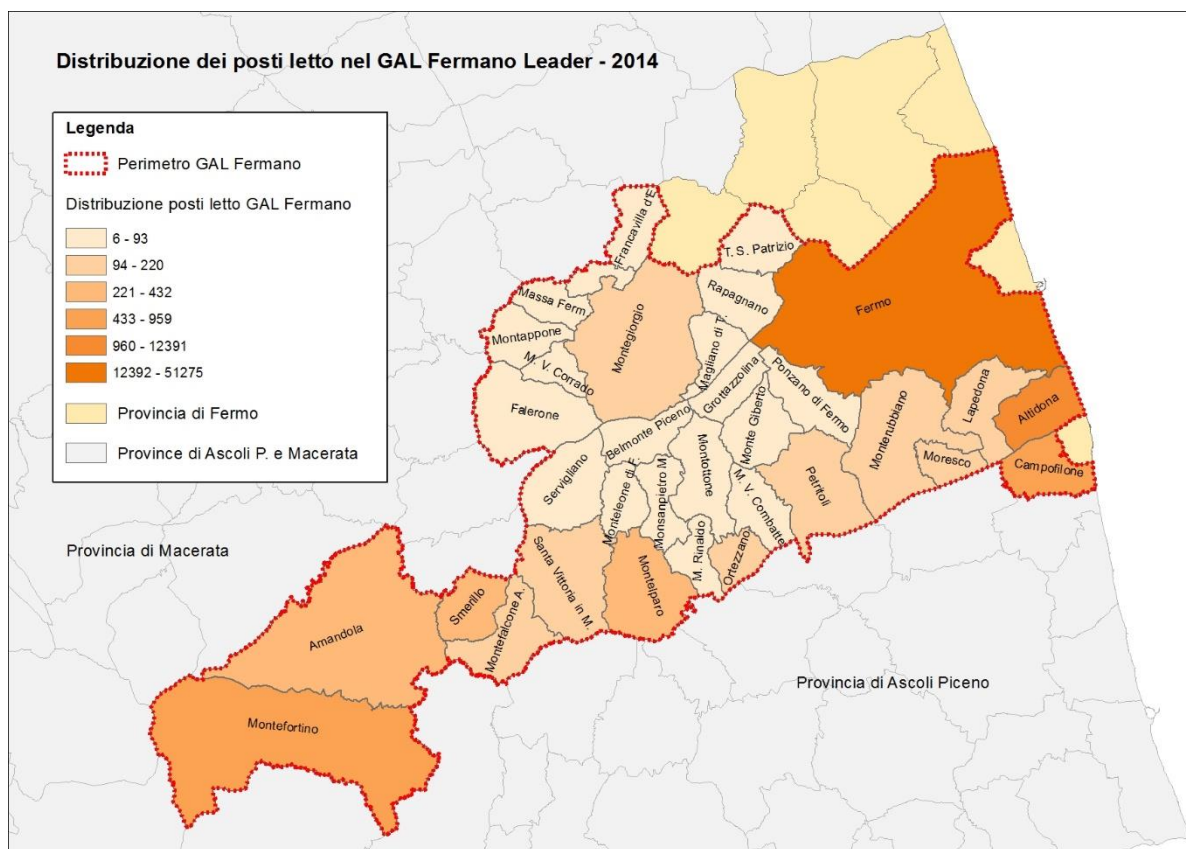 Distribuzione dei posti letto nel GAL Fermano Leader - 2014
Legenda
Perimetro GAL Fermano
Distribuzione posti letto GAL Fermano
6 - 93
94 - 220
221 - 432
433 - 959
960 - 12391
12392 - 51275
Provincia di Fermo
Province di Ascoli P. e Macerata
Francavilla d'E.
T. S. Patrizio
Massa Ferm.
Rapagnano
Fermo
Montappone
Montegiorgio
Magliano di T.
M. V. Corrado
Grottazzolina
Ponzano di Fermo
Lapedona
Falerone
Belmonte Piceno
Monte Giberto
Monterubbiano
Altidona
Servigliano
Monteleone di F.
Monsanpietro M.
Montottone
M. V. Combatte
Petritoli
Moresco
Campofilone
Provincia di Macerata
Santa Vittoria in M.
Montelparo
M. Rinaldo
Ortezzano
Amandola
Smerillo
Montefalcone A.
Provincia di Ascoli Piceno
Montefortino